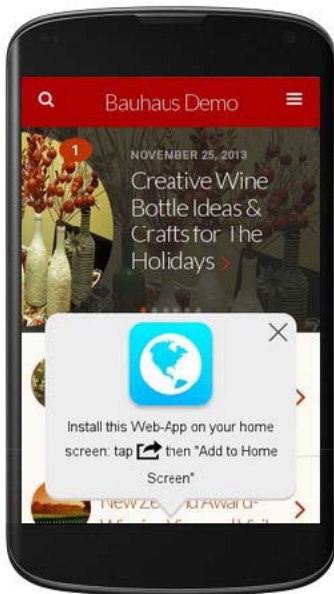 Bauhaus Demo
1
NOVEMBER 25, 2013
Creative Wine
Bottle Ideas &
Crafts for The
Holidays >
Install this Web-App on your home
screen: tap then "Add to Home
Screen"
New Zealand Award-